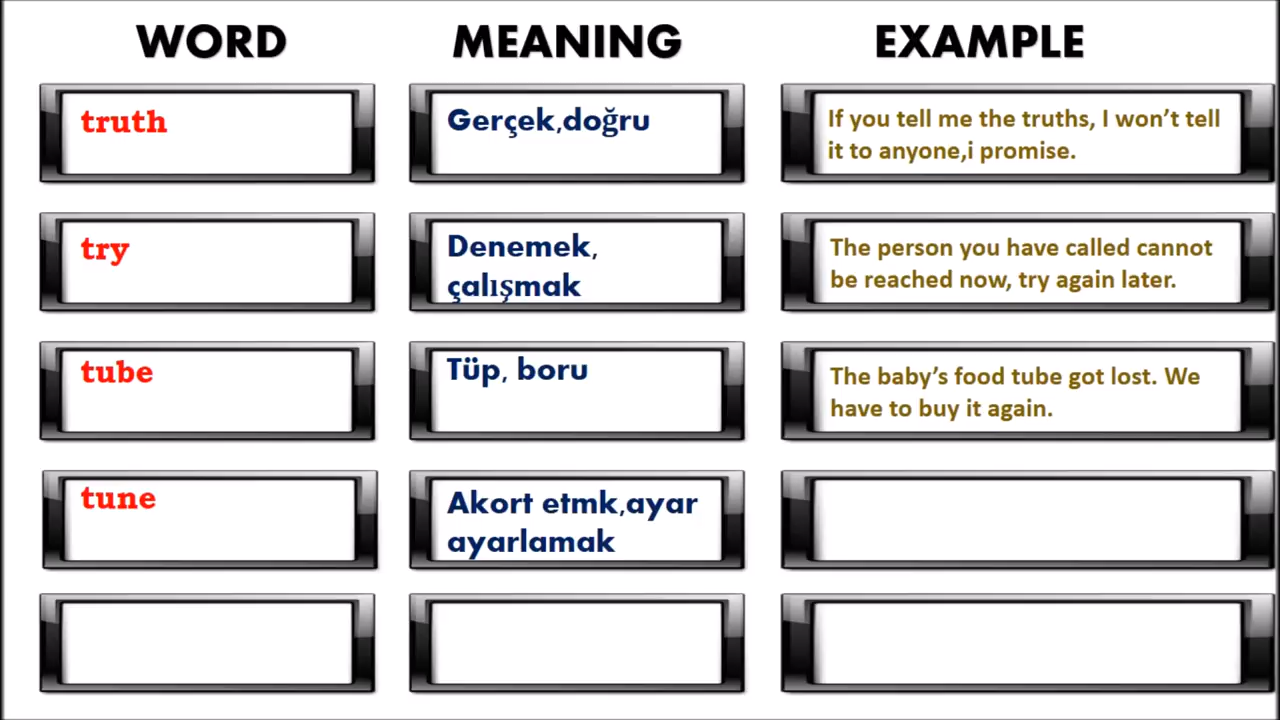 WORD MEANING EXAMPLE
truth
Gerçek,doğru
If you tell me the truths, I won’t tell
it to anyone,i promise.
try
Denemek,
çalışmak
The person you have called cannot
be reached now, try again later.
tube
Tüp, boru
The baby’s food tube got lost. We
have to buy it again.
tune
Akort etmk,ayar
ayarlamak